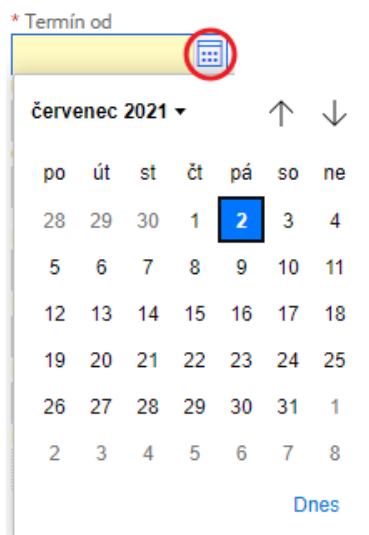 * Termín od
červenec 2021
po út st čt pá so ne
28 29 30 1 2 3 4
5 6 7 8 9 10 11
12 13 14 15 16 17 18
19 20 21 22 23 24 25
26 27 28 29 30 31 1
2 3 4 5 6 7 8
Dnes